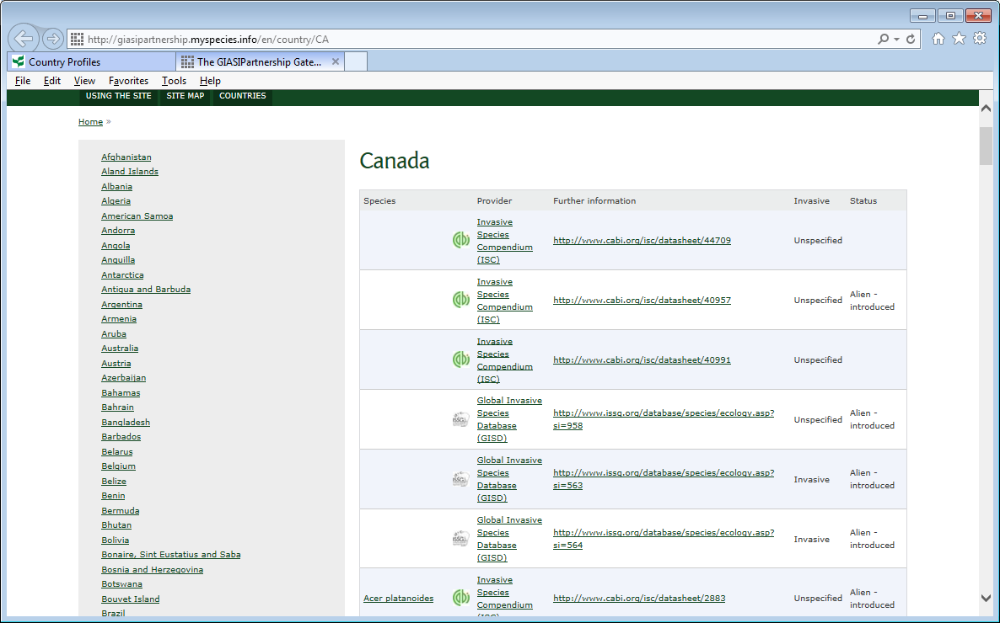 http://giasipartnership.myspecies.info/en/country/CA
Country Profiles
The GIASIPartnership Gate...
File Edit View Favorites Tools Help
USING THE SITE SITE MAP COUNTRIES
Home »
Afghanistan
Aland Islands
Albania
Algeria
American Samoa
Andorra
Angola
Anguilla
Antarctica
Antigua and Barbuda
Argentina
Armenia
Aruba
Australia
Austria
Azerbaijan
Bahamas
Bahrain
Bangladesh
Barbados
Belarus
Belgium
Belize
Benin
Bermuda
Bhutan
Bolivia
Bonaire, Sint Eustatius and Saba
Bosnia and Herzegovina
Botswana
Bouvet Island
Brazil
Canada
Species Provider Further information Invasive Status
Invasive
Species
Compendium
(ISC)
http://www.cabi.org/isc/datasheet/44709
Unspecified
Invasive
Species
Compendium
(ISC)
http://www.cabi.org/isc/datasheet/40957
Unspecified
Alien -
introduced
Invasive
Species
Compendium
(ISC)
http://www.cabi.org/isc/datasheet/40991
Unspecified
Global Invasive
Species
Database
(GISD)
http://www.issg.org/database/species/ecology.asp?
si=958
Unspecified
Alien -
introduced
Global Invasive
Species
Database
(GISD)
http://www.issg.org/database/species/ecology.asp?
si=563
Invasive
Alien -
introduced
Global Invasive
Species
Database
(GISD)
http://www.issg.org/database/species/ecology.asp?
si=564
Invasive
Alien -
introduced
Acer platanoides
Invasive
Species
Compendium
(ISC)
http://www.cabi.org/isc/datasheet/2883
Unspecified
Alien -
introduced